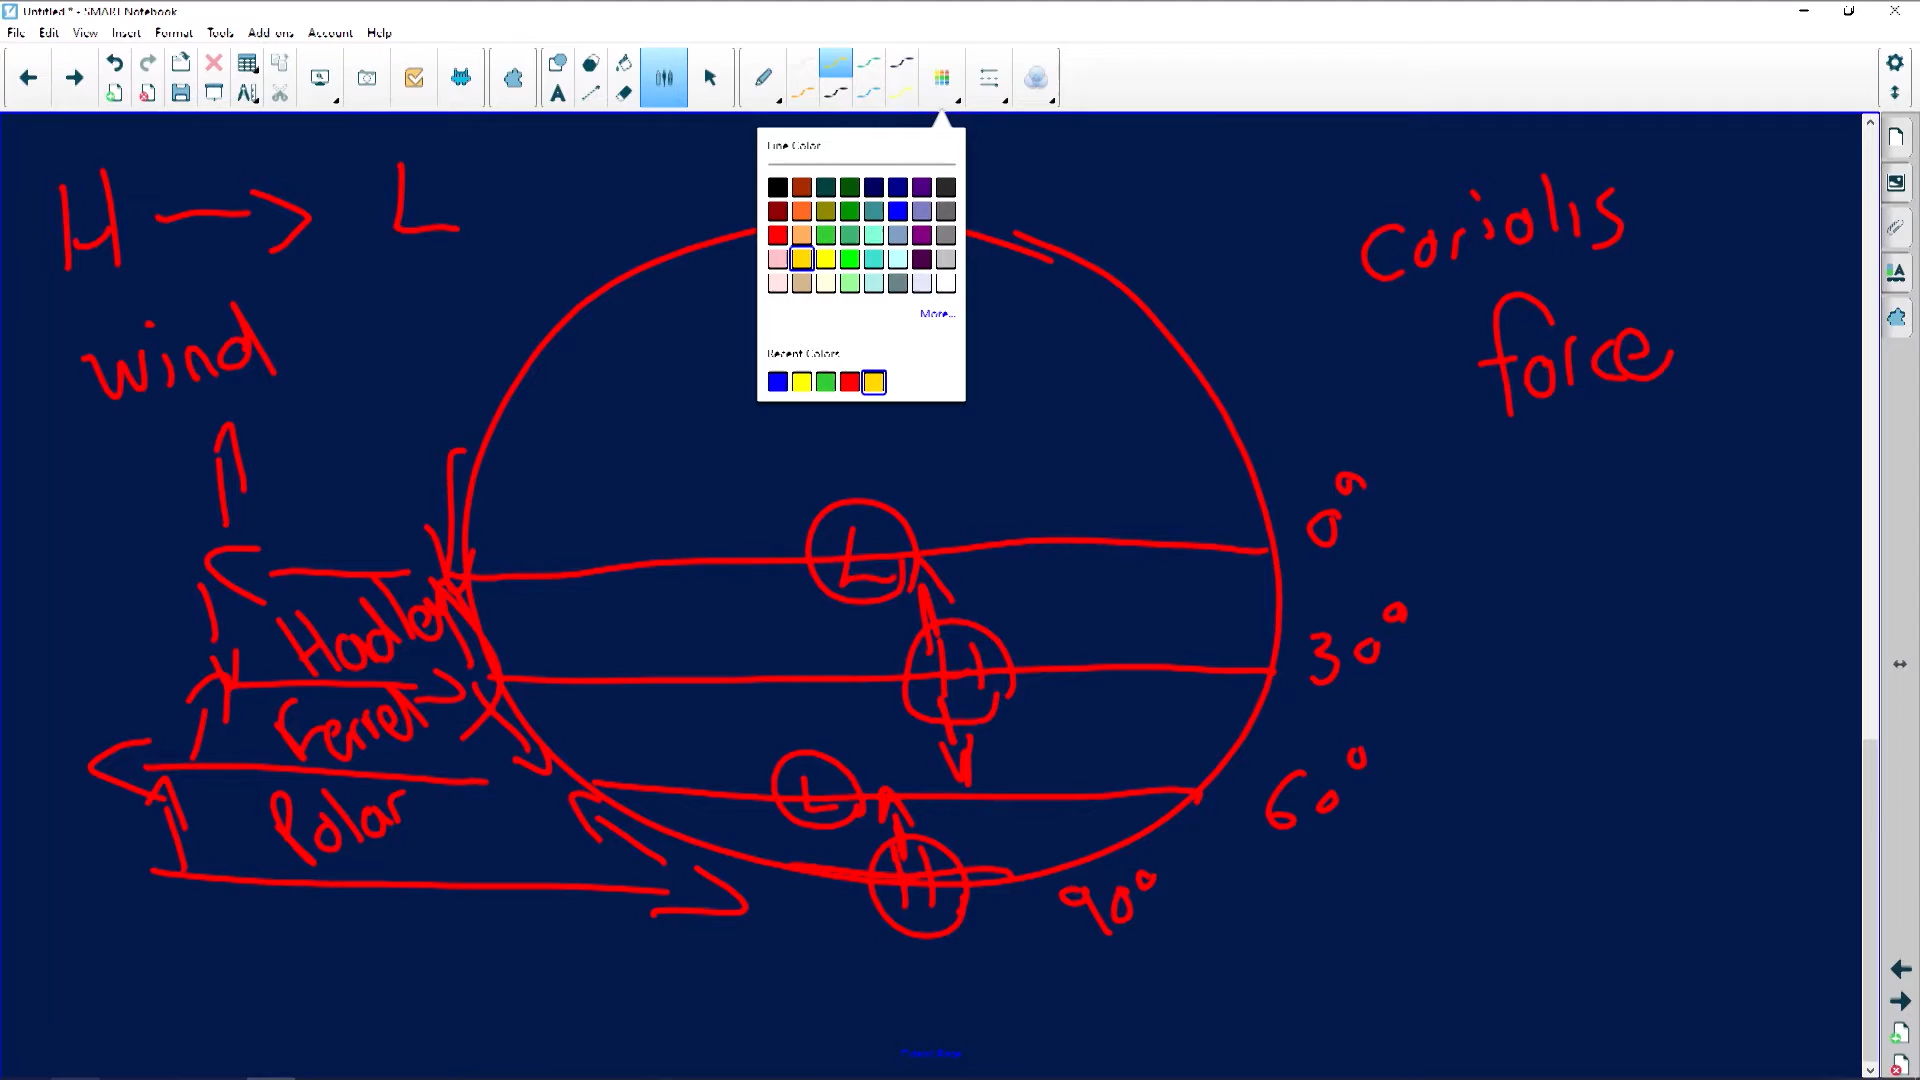 Untitled * - SMART Notebook
File Edit View Insert Format Tools Add-ons Account Help
Line Color
More...
Recent Colors
H → L
wind
Coriolis
force
0°
30°
60°
90°
L
H
L
H
Hadley
Ferrel
Polar